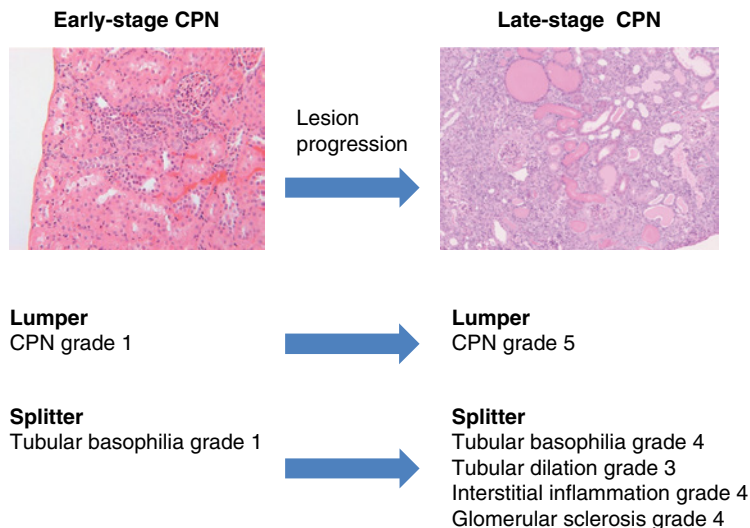 Early-stage CPN
Late-stage CPN
Lesion
progression
Lumper
CPN grade 1
Lumper
CPN grade 5
Splitter
Tubular basophilia grade 1
Splitter
Tubular basophilia grade 4
Tubular dilation grade 3
Interstitial inflammation grade 4
Glomerular sclerosis grade 4